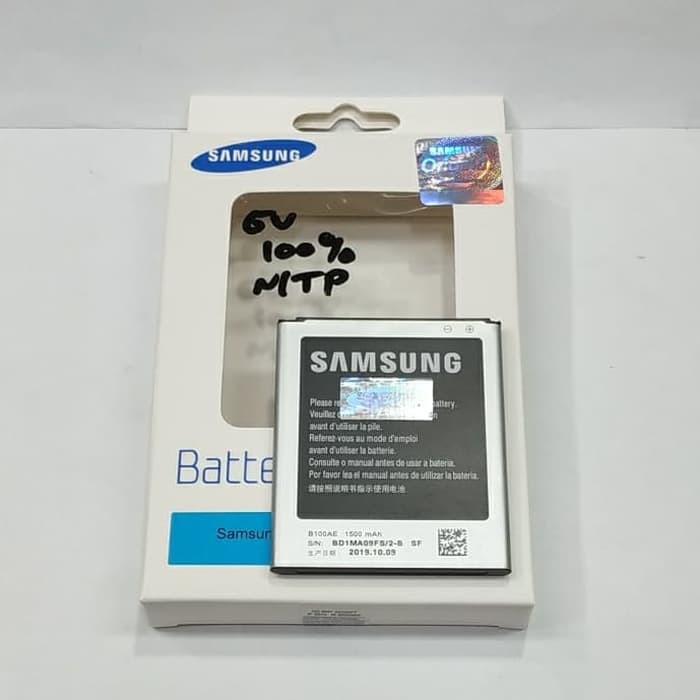 SAMSUNG
SAMSUNG
GU
100%
N/TP
SAMSUNG
Please battery.
Veuillez
avant d'utiliser la pile.
Referez-vous au mode d'emploi
avant d'utiliser la batterie.
Consulte o manual antes de usar a bateria.
Por favor lea el manual antes de utilizar la batería.
请按照说明书指示使用电池
Batte
Samsun
B100AE 1500 mAh
S/N: BD1MA09FS/2-B SF
生产日期 2019.10.09